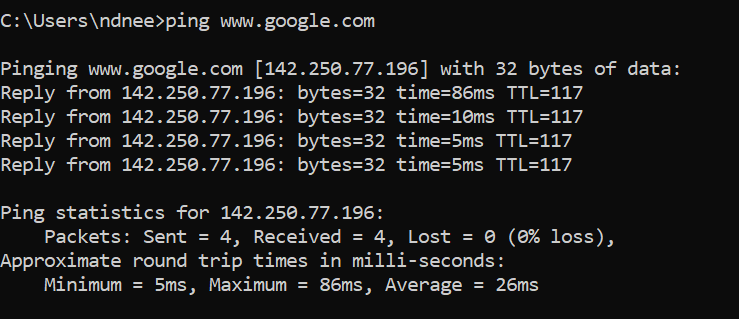 C:\Users\ndnee>ping www.google.com
Pinging www.google.com [142.250.77.196] with 32 bytes of data:
Reply from 142.250.77.196: bytes=32 time=86ms TTL=117
Reply from 142.250.77.196: bytes=32 time=10ms TTL=117
Reply from 142.250.77.196: bytes=32 time=5ms TTL=117
Reply from 142.250.77.196: bytes=32 time=5ms TTL=117
Ping statistics for 142.250.77.196:
    Packets: Sent = 4, Received = 4, Lost = 0 (0% loss),
Approximate round trip times in milli-seconds:
    Minimum = 5ms, Maximum = 86ms, Average = 26ms